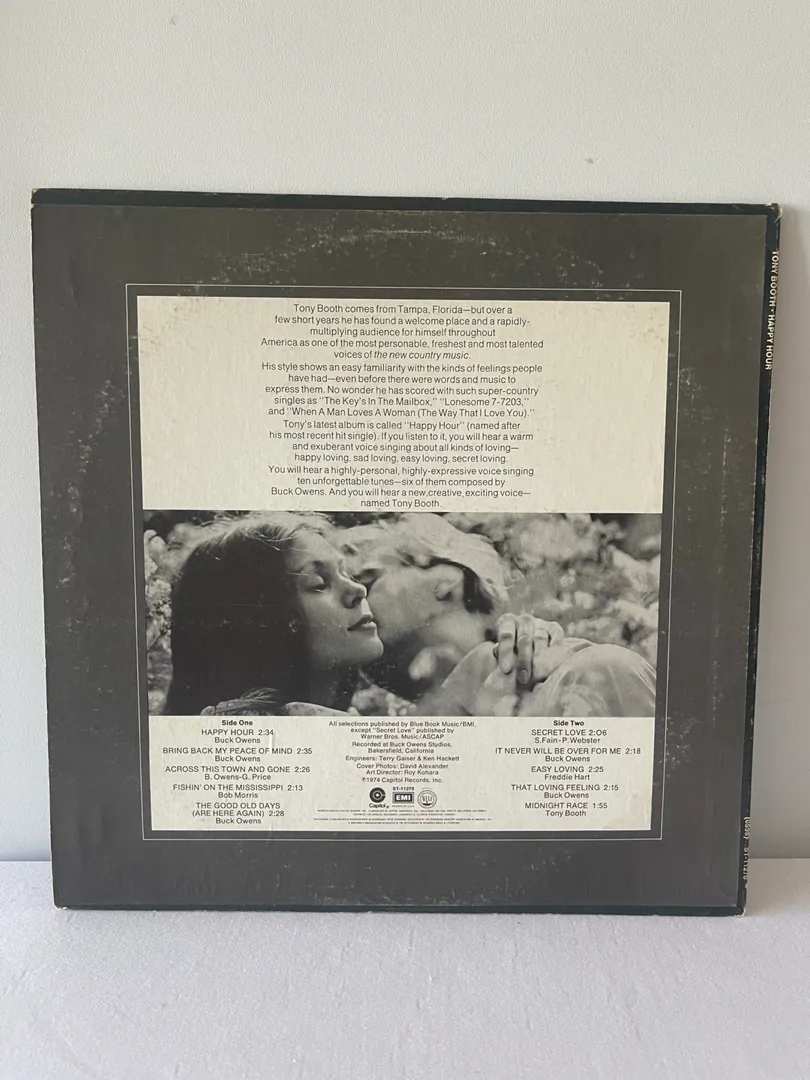 Tony Booth comes from Tampa, Florida—but over a
few short years he has found a welcome place and a rapidly-
multiplying audience for himself throughout
America as one of the most personable, freshest and most talented
voices of the new country music.
His style shows an easy familiarity with the kinds of feelings people
have had—even before there were words and music to
express them. No wonder he has scored with such super-country
singles as "The Key's In The Mailbox," "Lonesome 7-7203,"
and "When A Man Loves A Woman (The Way That I Love You)."
Tony's latest album is called "Happy Hour" (named after
his most recent hit single). If you listen to it, you will hear a warm
and exuberant voice singing about all kinds of loving—
happy loving, sad loving, easy loving, secret loving.
You will hear a highly-personal, highly-expressive voice singing
ten unforgettable tunes—six of them composed by
Buck Owens. And you will hear a new, creative, exciting voice—
named Tony Booth.
Side One
HAPPY HOUR 2:34
Buck Owens
BRING BACK MY PEACE OF MIND 2:35
Buck Owens
ACROSS THIS TOWN AND GONE 2:26
B. Owens-G. Price
FISHIN' ON THE MISSISSIPPI 2:13
Bob Morris
THE GOOD OLD DAYS
(ARE HERE AGAIN) 2:28
Buck Owens
All selections published by Blue Book Music/BMI,
except "Secret Love" published by
Warner Bros. Music/ASCAP
Recorded at Buck Owens Studios,
Bakersfield, California
Engineers: Terry Gaiser & Ken Hackett
Cover Photos: David Alexander
Art Director: Roy Kohara
℗1974 Capitol Records, Inc.
ST-11270
Capitol
EMI
Side Two
SECRET LOVE 2:06
S. Fain-P. Webster
IT NEVER WILL BE OVER FOR ME 2:18
Buck Owens
EASY LOVING 2:25
Freddie Hart
THAT LOVING FEELING 2:15
Buck Owens
MIDNIGHT RACE 1:55
Tony Booth
TONY BOOTH · HAPPY HOUR
ST-11270